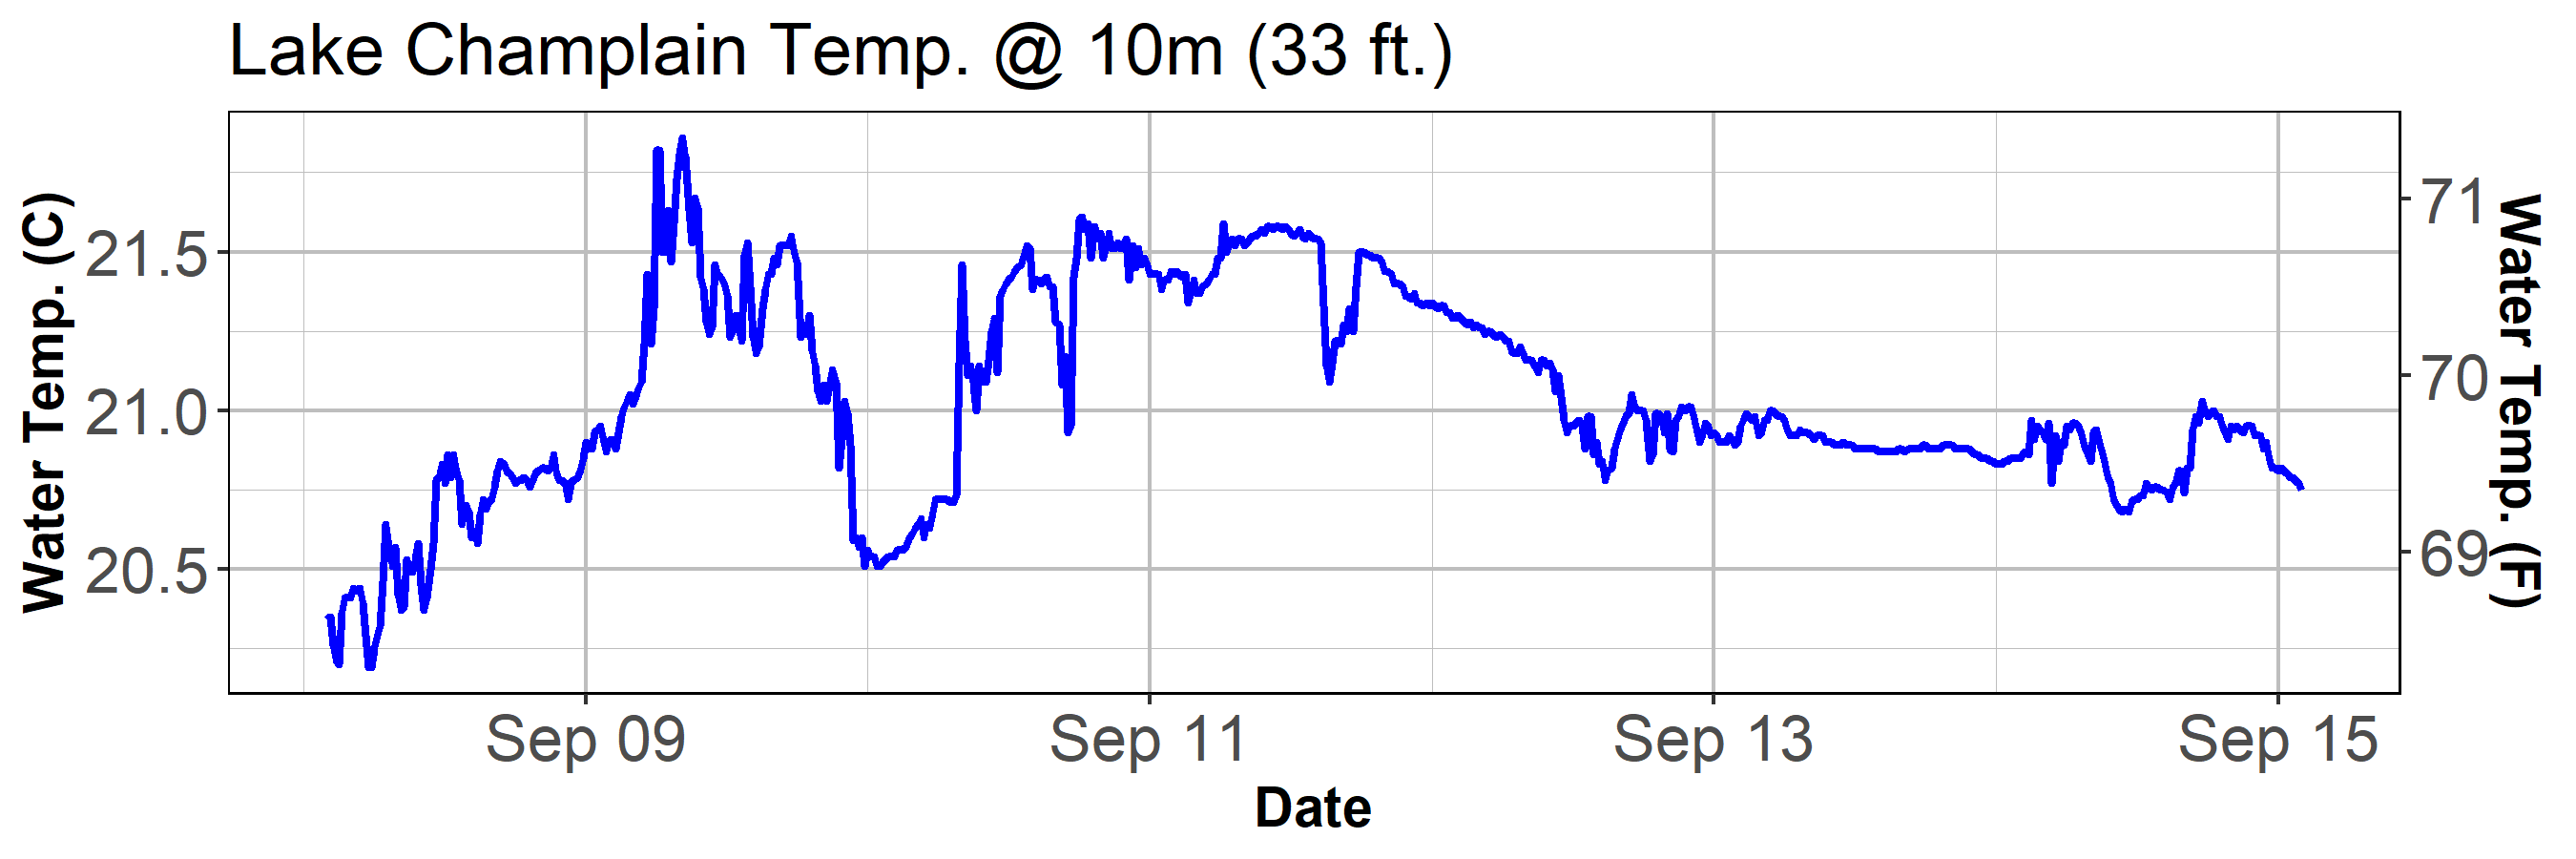 Lake Champlain Temp. @ 10m (33 ft.)
Water Temp. (C)
21.5
21.0
20.5
71
70
69
Water Temp. (F)
Sep 09
Sep 11
Sep 13
Sep 15
Date